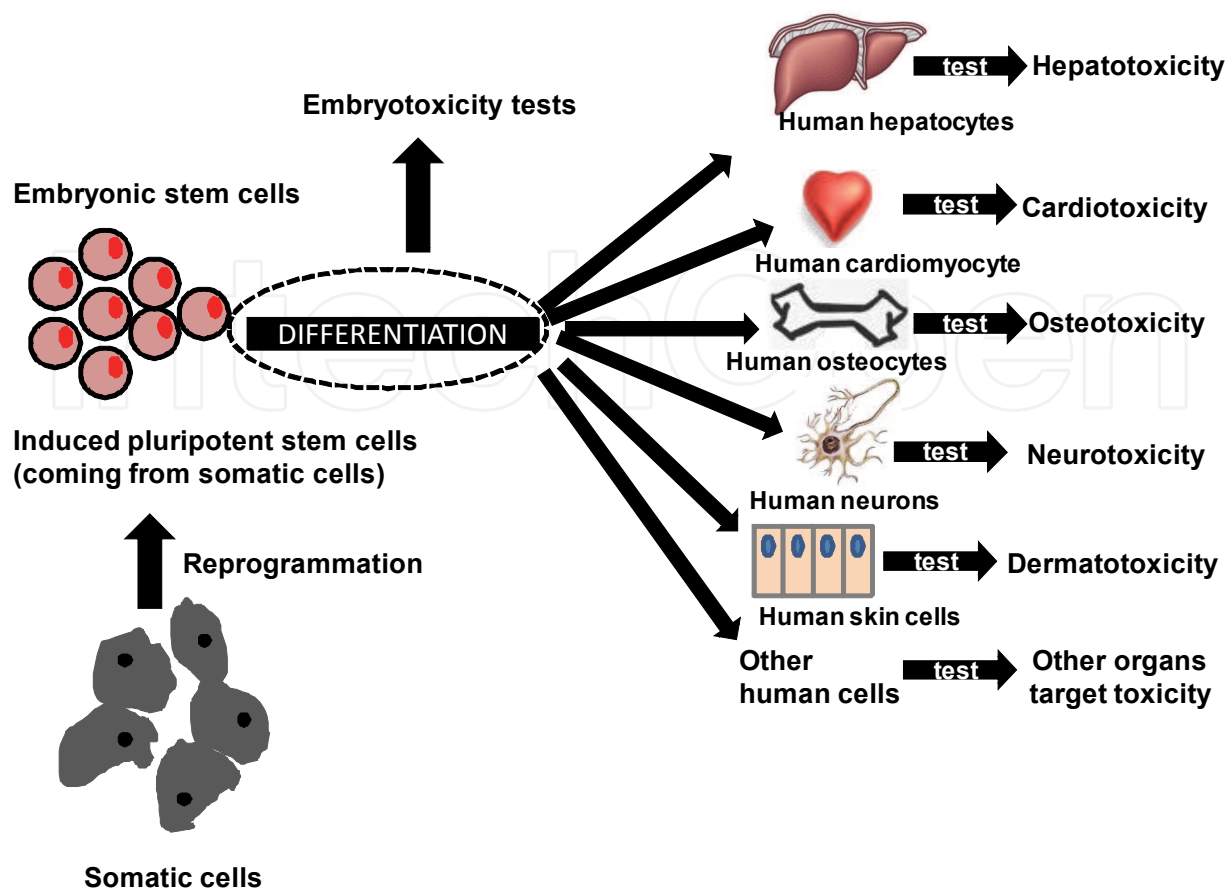 Embryotoxicity tests
Embryonic stem cells
DIFFERENTIATION
Induced pluripotent stem cells
(coming from somatic cells)
Reprogrammation
Somatic cells
Human hepatocytes
test
Hepatotoxicity
Human cardiomyocyte
test
Cardiotoxicity
Human osteocytes
test
Osteotoxicity
Human neurons
test
Neurotoxicity
Human skin cells
test
Dermatotoxicity
Other
human cells
test
Other organs
target toxicity
IntechOpen